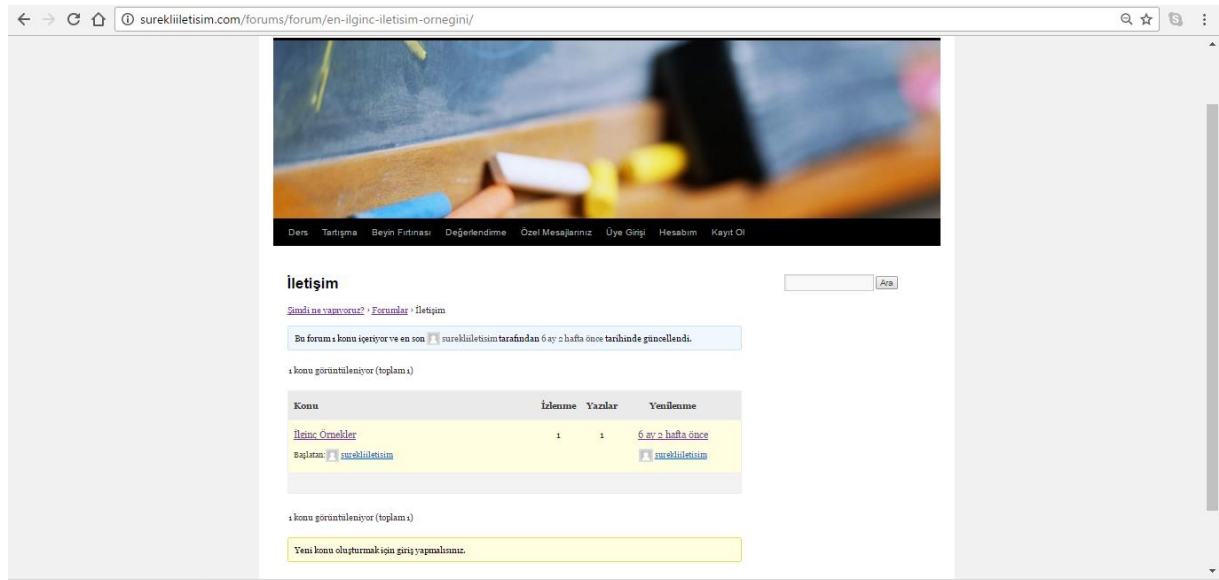 surekliiletisim.com/forums/forum/en-ilginc-iletisim-ornegini/
Ders Tartışma Beyin Fırtınası Değerlendirme Özel Mesajlarınız Üye Girişi Hesabım Kayıt Ol
İletişim
Ara
Şimdi ne yapıyoruz? › Forumlar › İletişim
Bu forum 1 konu içeriyor ve en son surekliiletisim tarafından 6 ay 2 hafta önce tarihinde güncellendi.
1 konu görüntüleniyor (toplam 1)
Konu İzlenme Yazılar Yenilenme
İlginç Örnekler 1 1 6 ay 2 hafta önce
Başlatan: surekliiletisim surekliiletisim
1 konu görüntüleniyor (toplam 1)
Yeni konu oluşturmak için giriş yapmalısınız.